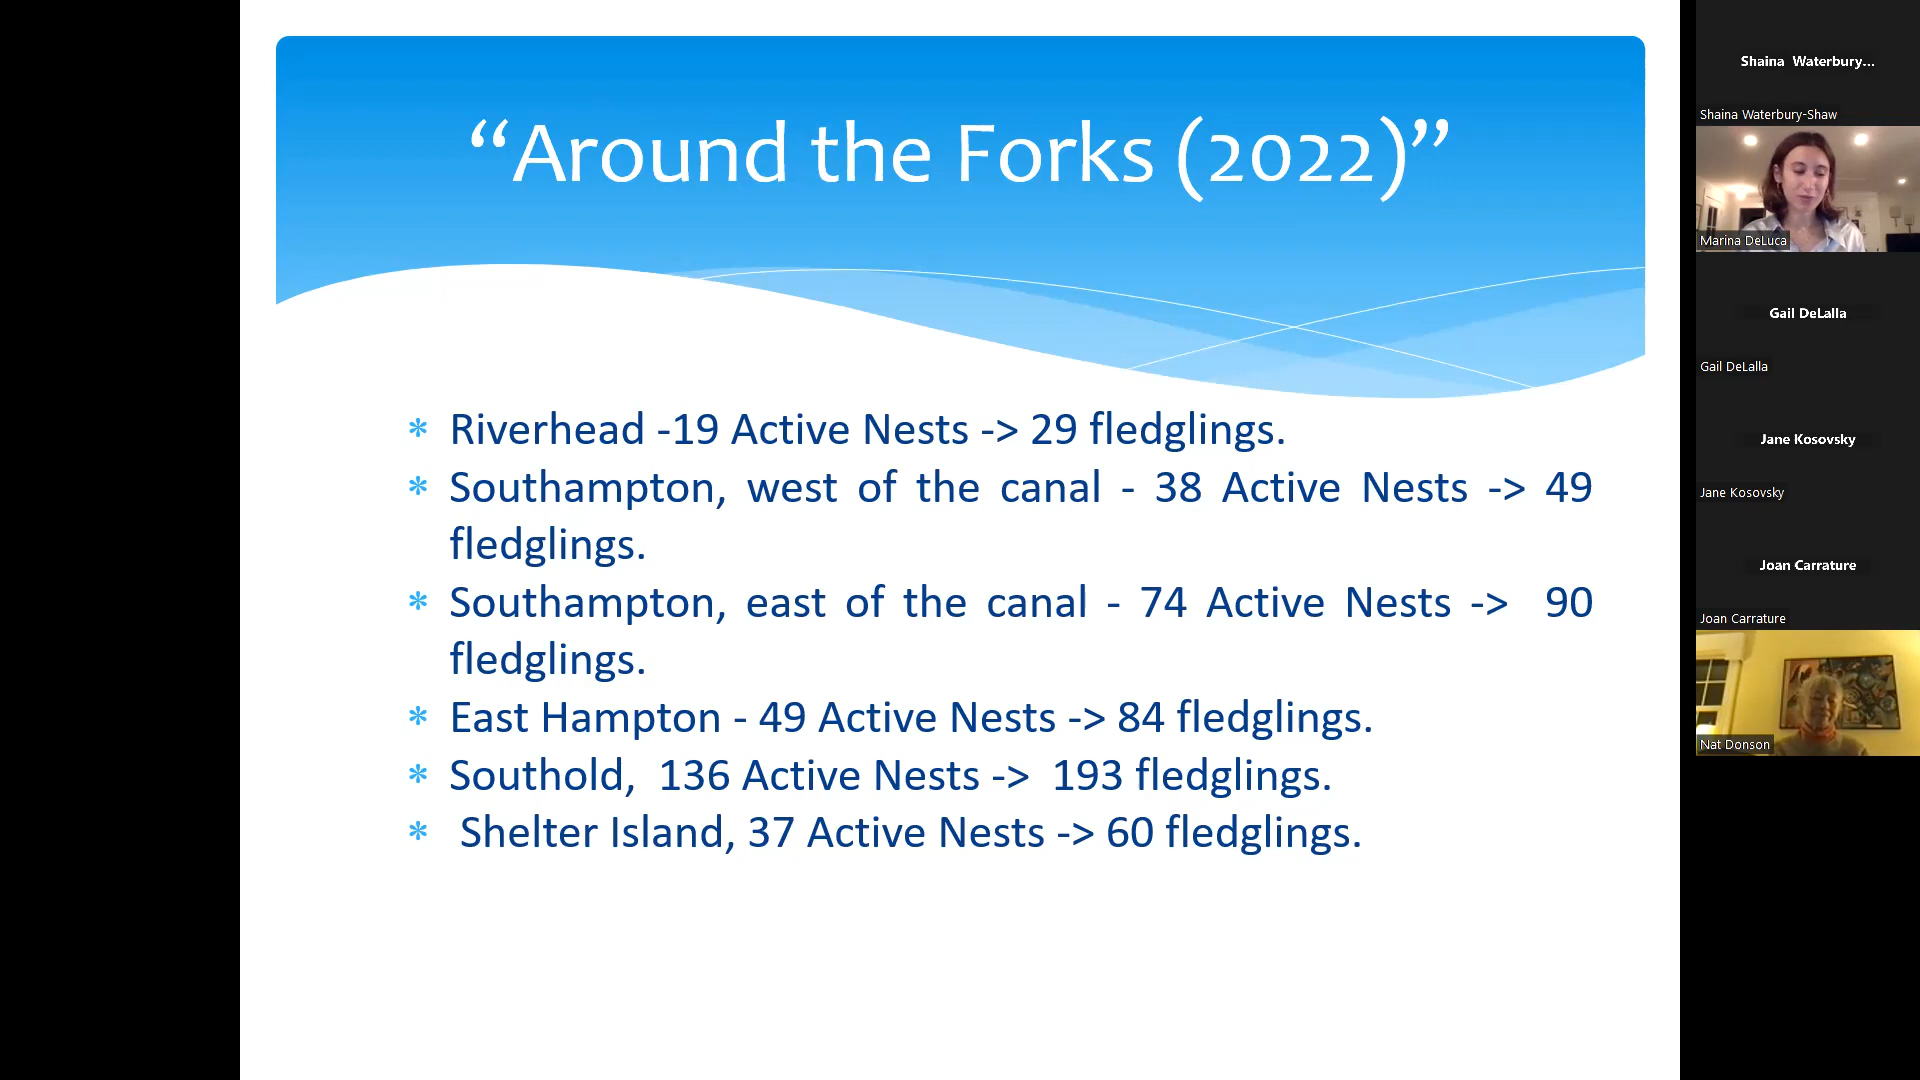 “Around the Forks (2022)”
* Riverhead -19 Active Nests -> 29 fledglings.
* Southampton, west of the canal - 38 Active Nests -> 49
fledglings.
* Southampton, east of the canal - 74 Active Nests -> 90
fledglings.
* East Hampton - 49 Active Nests -> 84 fledglings.
* Southold, 136 Active Nests -> 193 fledglings.
* Shelter Island, 37 Active Nests -> 60 fledglings.
Shaina Waterbury...
Shaina Waterbury-Shaw
Marina DeLuca
Gail DeLalla
Gail DeLalla
Jane Kosovsky
Jane Kosovsky
Joan Carrature
Joan Carrature
Nat Donson